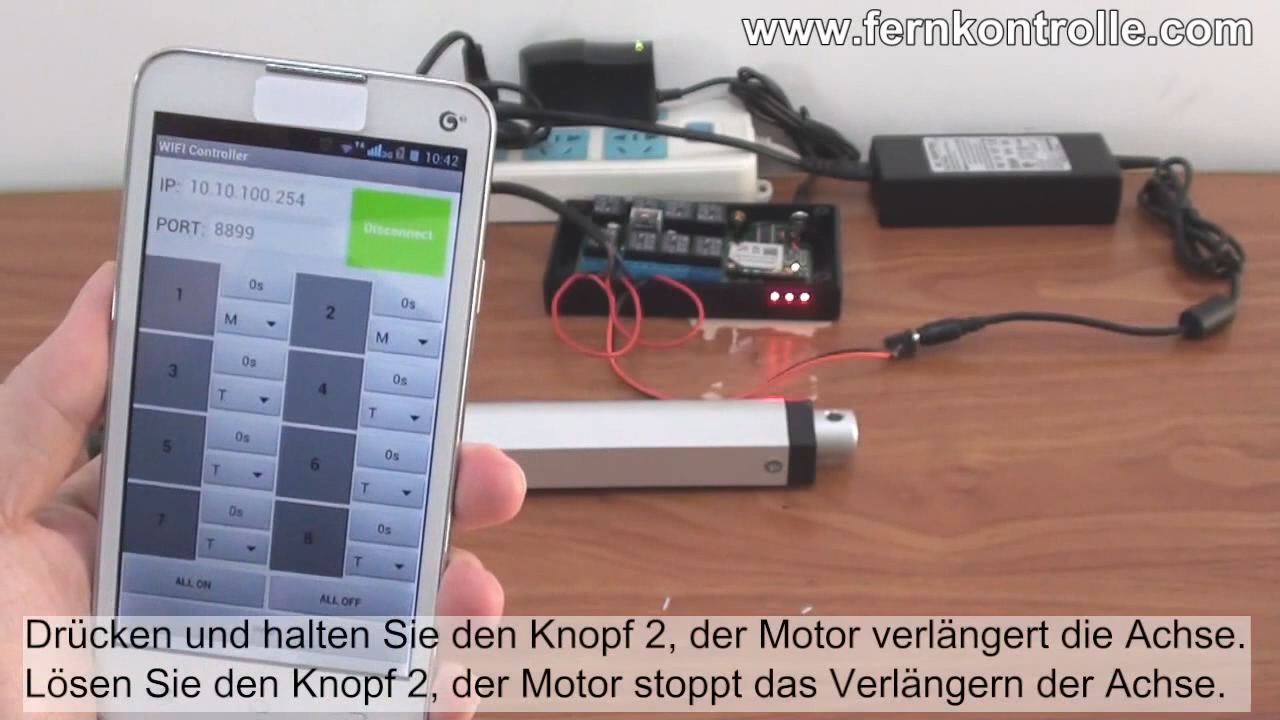 www.fernkontrolle.com
10:42
WIFI Controller
IP: 10.10.100.254
PORT: 8899
Disconnect
1
0s
M
2
0s
M
3
0s
T
4
0s
T
5
0s
T
6
0s
T
7
0s
T
8
0s
T
ALL ON
ALL OFF
Drücken und halten Sie den Knopf 2, der Motor verlängert die Achse.
Lösen Sie den Knopf 2, der Motor stoppt das Verlängern der Achse.